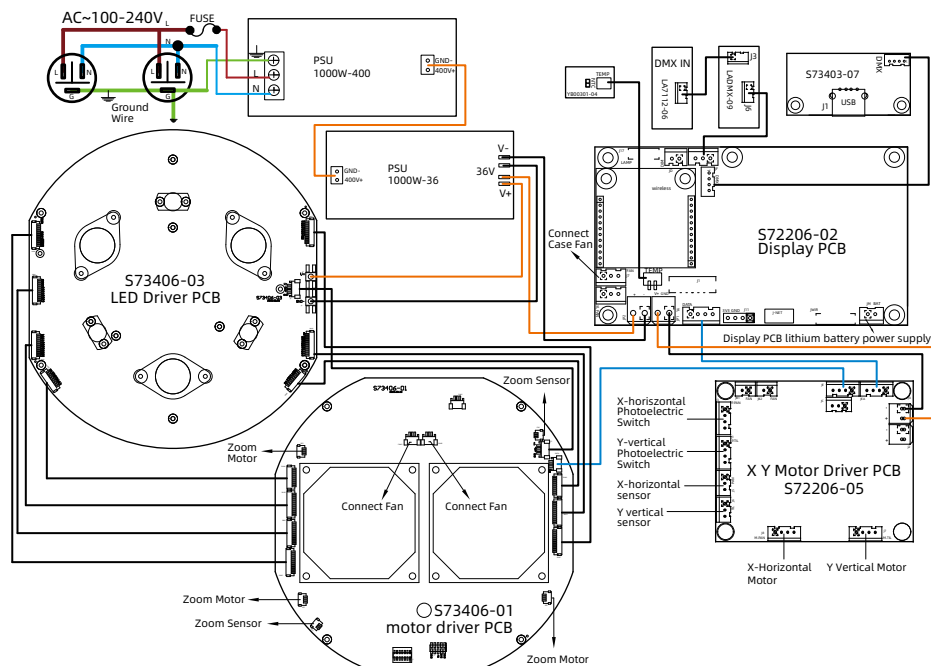 AC~100-240V
L
FUSE
N
L
N
L
N
G
G
Ground
Wire
L
N
PSU
1000W-400
GND-
400V+
GND-
400V+
PSU
1000W-36
V-
36V
V+
TEMP
Y800301-04
DMX IN
LA7112-06
J3
LADMX-09
J6
S73403-07
DMX
J1
USB
wireless
S72206-02
Display PCB
Connect
Case Fan
TEMP
Display PCB lithium battery power supply
S73406-03
LED Driver PCB
S73406-03
S73406-01
Zoom Sensor
Zoom
Motor
Connect Fan
Connect Fan
Zoom Motor
Zoom Sensor
S73406-01
motor driver PCB
Zoom Motor
X-horiszontal
Photoelectric
Switch
Y-vertical
Photoelectric
Switch
X-horizontal
sensor
Y vertical
sensor
X Y Motor Driver PCB
S72206-05
X-Horizontal
Motor
Y Vertical Motor